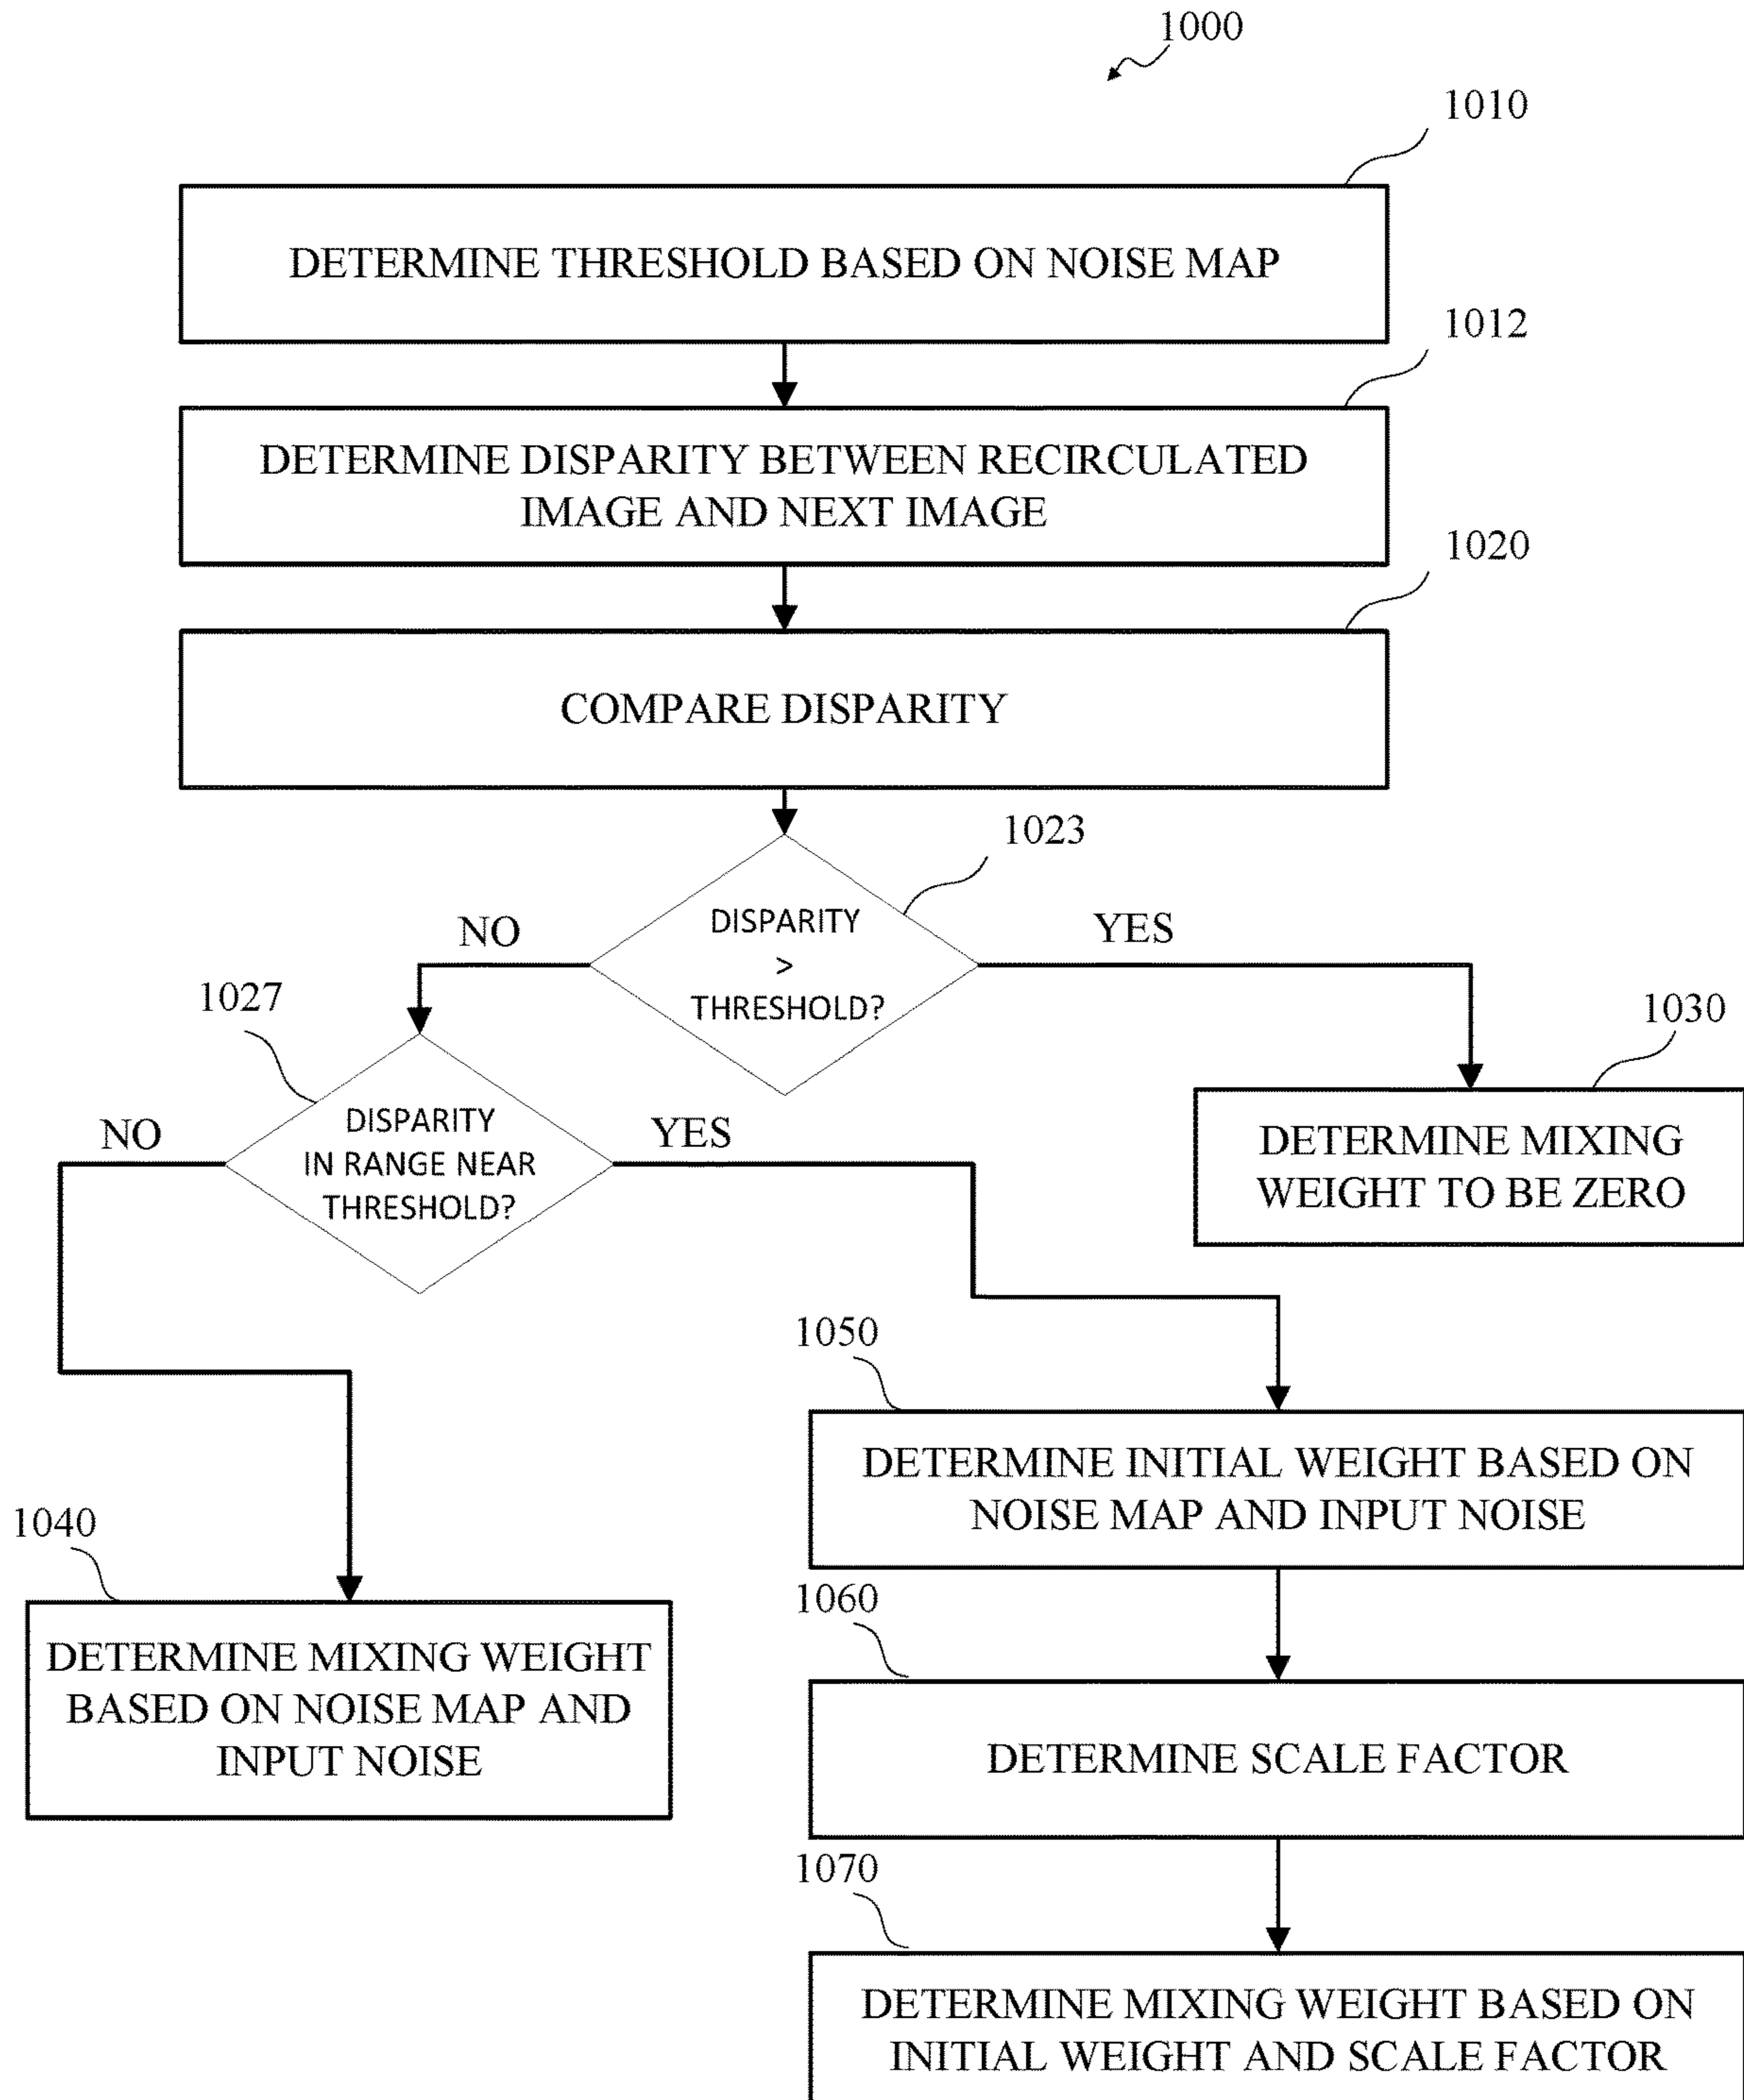 1000
1010
DETERMINE THRESHOLD BASED ON NOISE MAP
1012
DETERMINE DISPARITY BETWEEN RECIRCULATED
IMAGE AND NEXT IMAGE
1020
COMPARE DISPARITY
1023
DISPARITY
>
THRESHOLD?
NO
YES
1027
DISPARITY
IN RANGE NEAR
THRESHOLD?
NO
YES
1030
DETERMINE MIXING
WEIGHT TO BE ZERO
1050
DETERMINE INITIAL WEIGHT BASED ON
NOISE MAP AND INPUT NOISE
1040
DETERMINE MIXING WEIGHT
BASED ON NOISE MAP AND
INPUT NOISE
1060
DETERMINE SCALE FACTOR
1070
DETERMINE MIXING WEIGHT BASED ON
INITIAL WEIGHT AND SCALE FACTOR